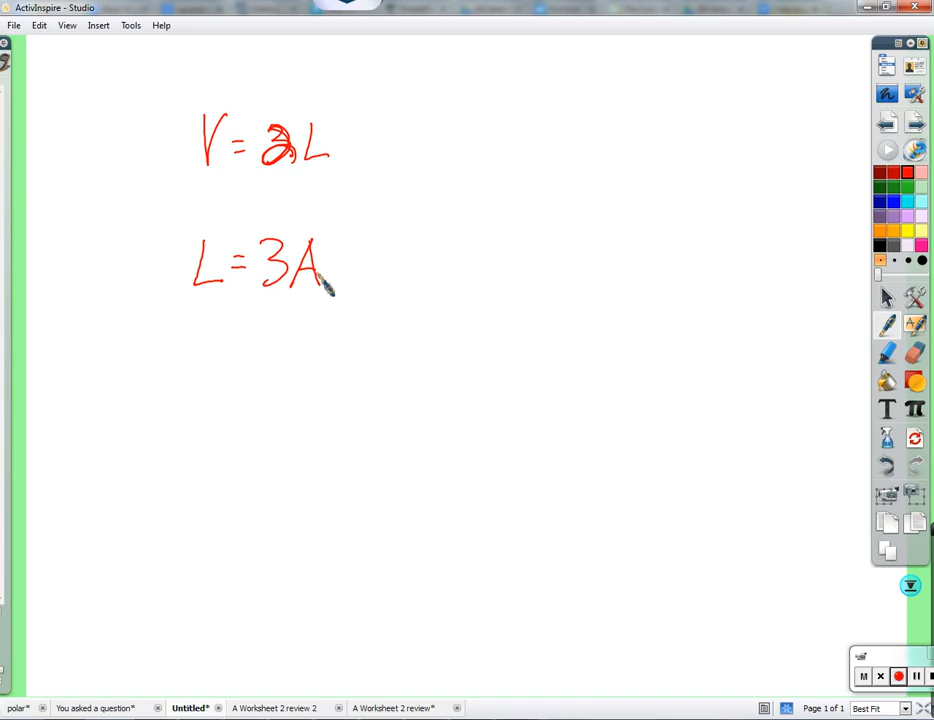 ActivInspire - Studio
File Edit View Insert Tools Help
V = L
L = 3A
M
polar* You asked a question* Untitled* A Worksheet 2 review 2 A Worksheet 2 review* Page 1 of 1 Best Fit